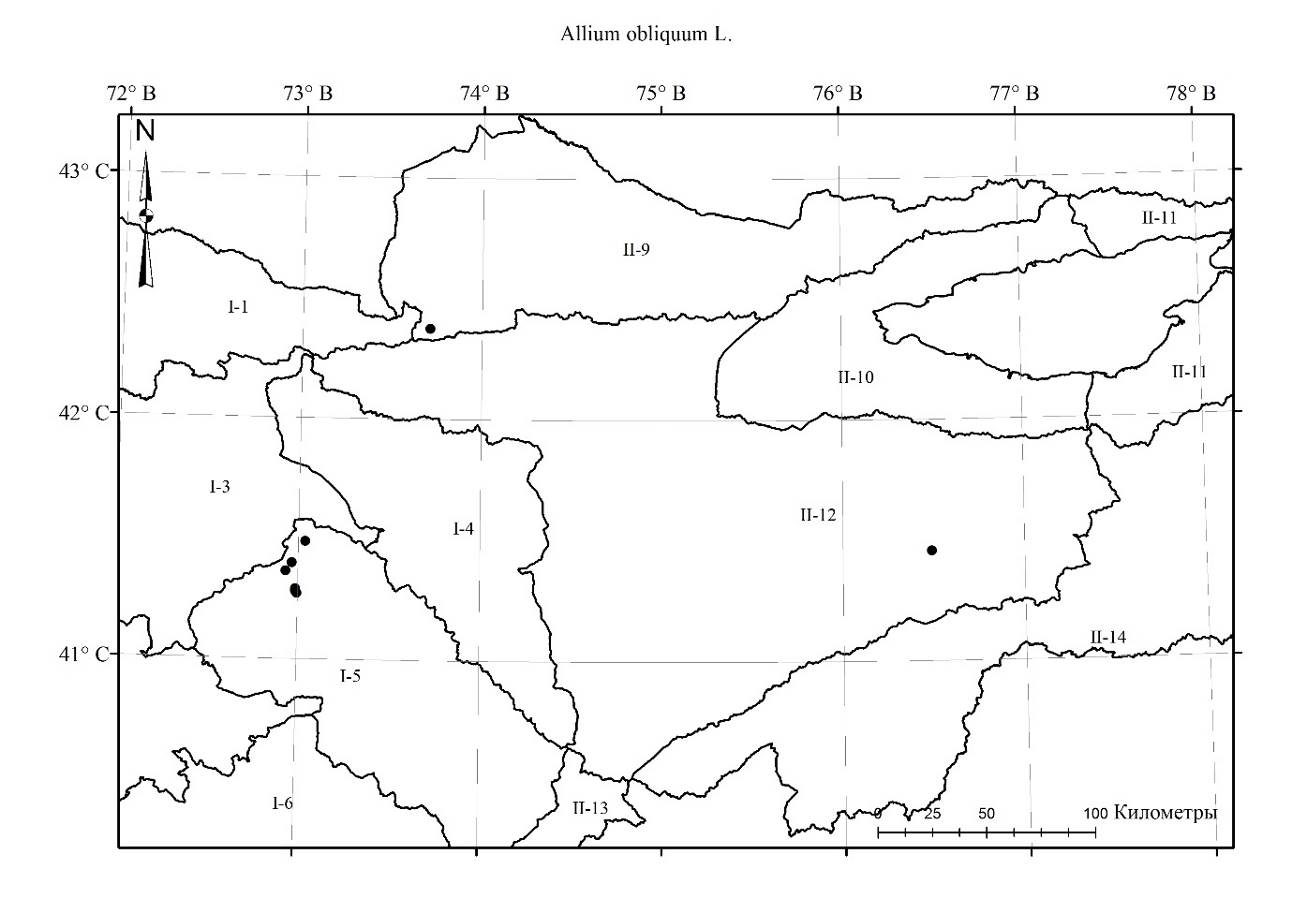 Allium obliquum L.
72° В 73° В 74° В 75° В 76° В 77° В 78° В
N
43° С
II-11
II-9
I-1
II-10
II-11
42° С
I-3
I-4
II-12
II-14
41° С
I-5
I-6
II-13
0 25 50 100 Километры